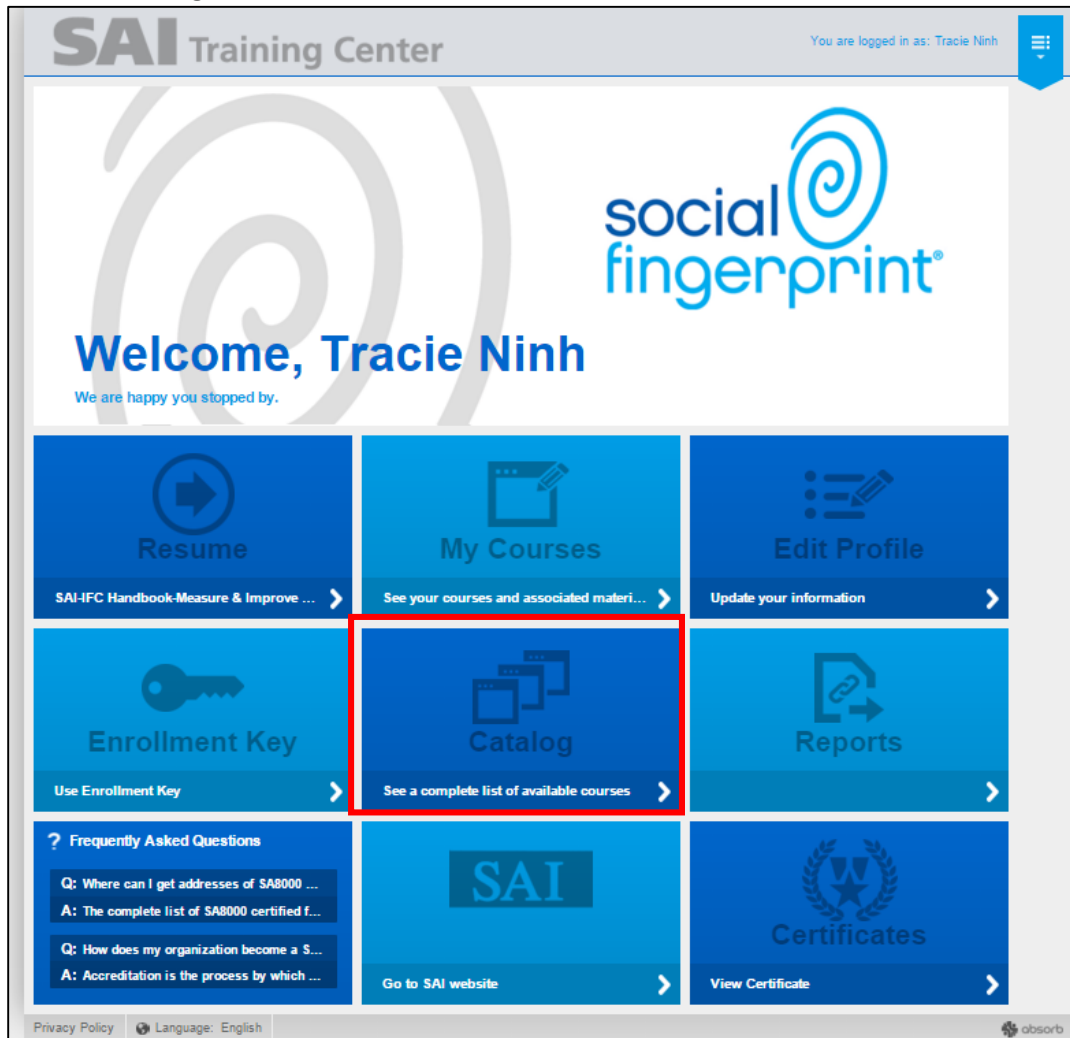 SAI Training Center
You are logged in as: Tracie Ninh
social
fingerprint®
Welcome, Tracie Ninh
We are happy you stopped by.
Resume
SAI-IFC Handbook-Measure & Improve ...
My Courses
See your courses and associated materi...
Edit Profile
Update your information
Enrollment Key
Use Enrollment Key
Catalog
See a complete list of available courses
Reports
? Frequently Asked Questions
Q: Where can I get addresses of SA8000 ...
A: The complete list of SA8000 certified f...
Q: How does my organization become a S...
A: Accreditation is the process by which ...
SAI
Go to SAI website
W
Certificates
View Certificate
Privacy Policy
Language: English
absorb